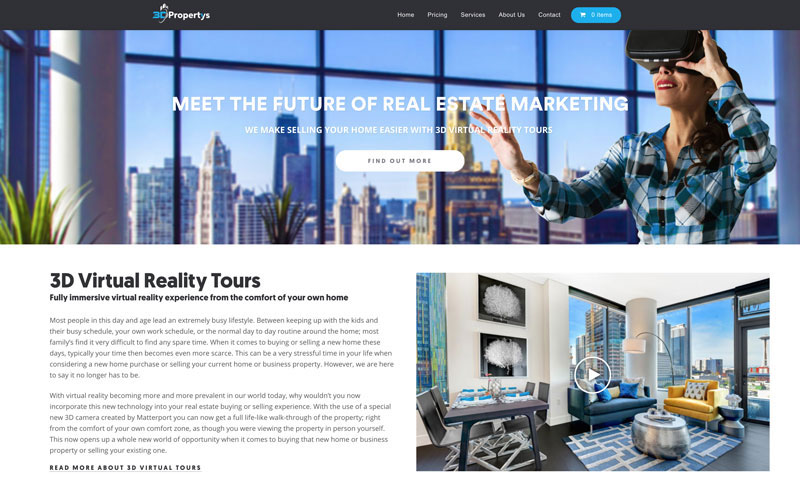 3DPropertys
Home Pricing Services About Us Contact 0 items
MEET THE FUTURE OF REAL ESTATE MARKETING
WE MAKE SELLING YOUR HOME EASIER WITH 3D VIRTUAL REALITY TOURS
FIND OUT MORE
3D Virtual Reality Tours
Fully immersive virtual reality experience from the comfort of your own home
Most people in this day and age lead an extremely busy lifestyle. Between keeping up with the kids and
their busy schedule, your own work schedule, or the normal day to day routine around the home; most
family's find it very difficult to find any spare time. When it comes to buying or selling a new home these
days, typically your time then becomes even more scarce. This can be a very stressful time in your life when
considering a new home purchase or selling your current home or business property. However, we are here
to say it no longer has to be.
With virtual reality becoming more and more prevalent in our world today, why wouldn't you now
incorporate this new technology into your real estate buying or selling experience. With the use of a special
new 3D camera created by Matterport you can now get a full life-like walk-through of the property; right
from the comfort of your own comfort zone, as though you were viewing the property in person yourself.
This now opens up a whole new world of opportunity when it comes to buying that new home or business
property or selling your existing one.
READ MORE ABOUT 3D VIRTUAL TOURS